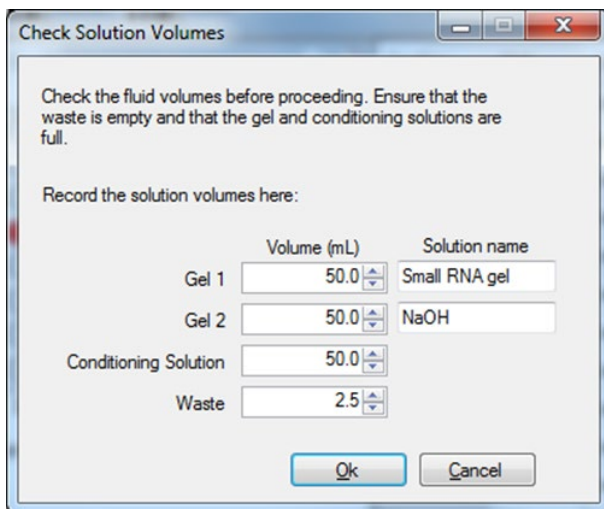 Check Solution Volumes
Check the fluid volumes before proceeding. Ensure that the
waste is empty and that the gel and conditioning solutions are
full.
Record the solution volumes here:
Volume (mL) Solution name
Gel 1 50.0 Small RNA gel
Gel 2 50.0 NaOH
Conditioning Solution 50.0
Waste 2.5
Ok Cancel